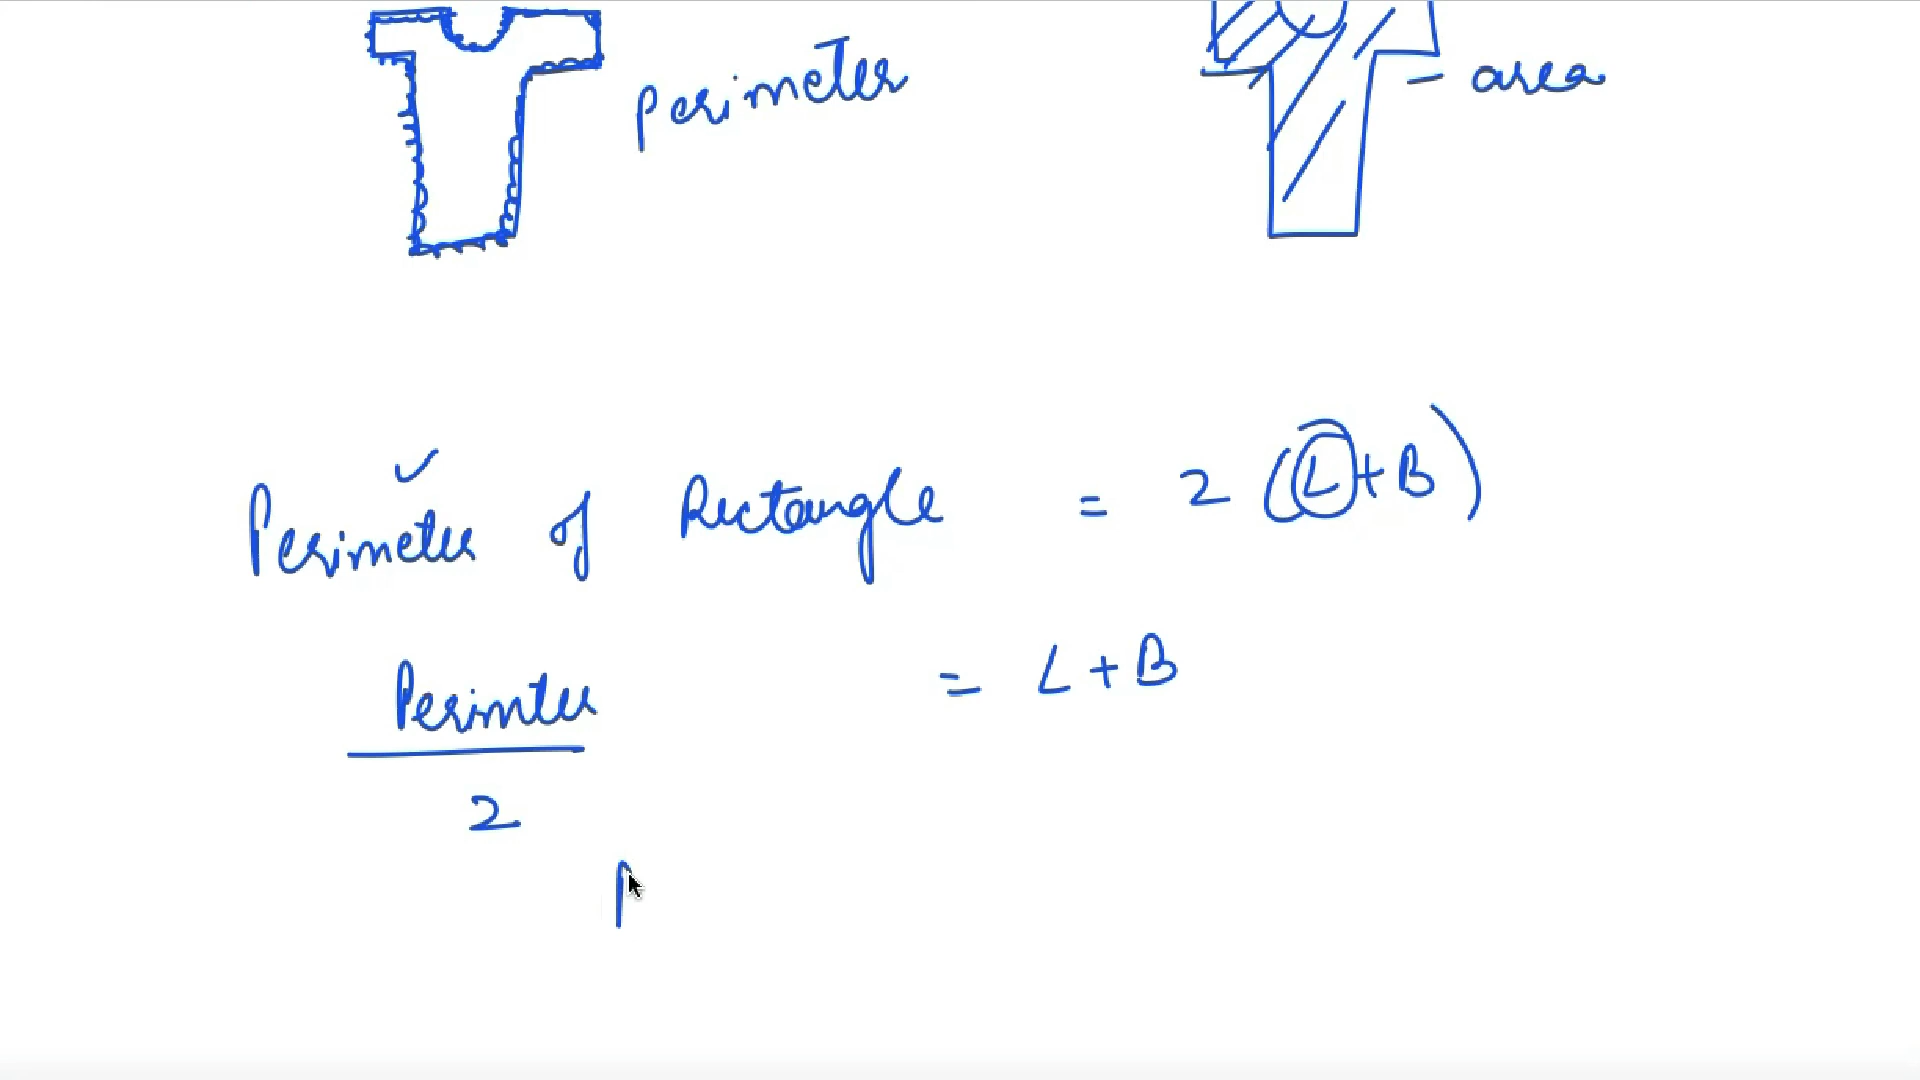 perimeter
- area
Perimeter of Rectangle = 2 (L+B)
Perimter = L+B
2
P